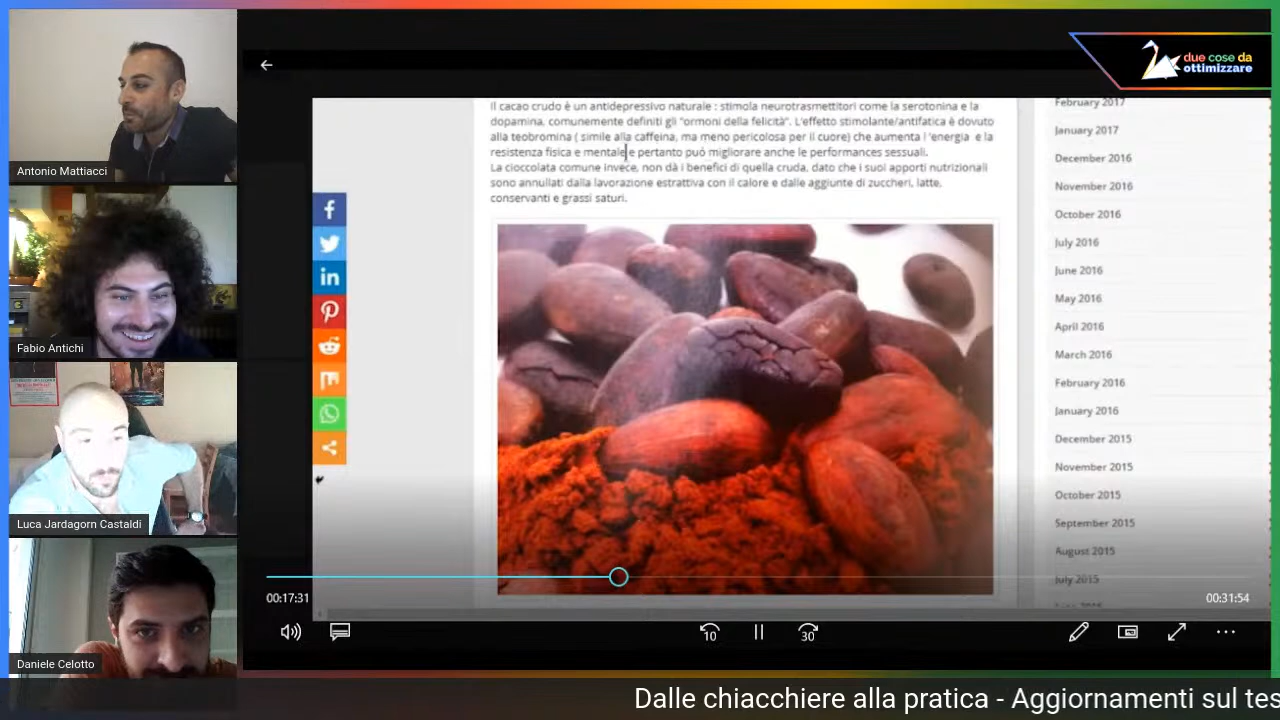 due cose da
ottimizzare
Antonio Mattiacci
Fabio Antichi
Luca Jardagorn Castaldi
Daniele Celotto
Il cacao crudo è un antidepressivo naturale : stimola neurotrasmettitori come la serotonina e la
dopamina, comunemente definiti gli "ormoni della felicità". L'effetto stimolante/antifatica è dovuto
alla teobromina ( simile alla caffeina, ma meno pericolosa per il cuore) che aumenta l 'energia e la
resistenza fisica e mentale e pertanto può migliorare anche le performances sessuali.
La cioccolata comune invece, non dà i benefici di quella cruda, dato che i suoi apporti nutrizionali
sono annullati dalla lavorazione estrattiva con il calore e dalle aggiunte di zuccheri, latte,
conservanti e grassi saturi.
February 2017
January 2017
December 2016
November 2016
October 2016
July 2016
June 2016
May 2016
April 2016
March 2016
February 2016
January 2016
December 2015
November 2015
October 2015
September 2015
August 2015
July 2015
00:17:31
00:31:54
10
30
Dalle chiacchiere alla pratica - Aggiornamenti sul tes